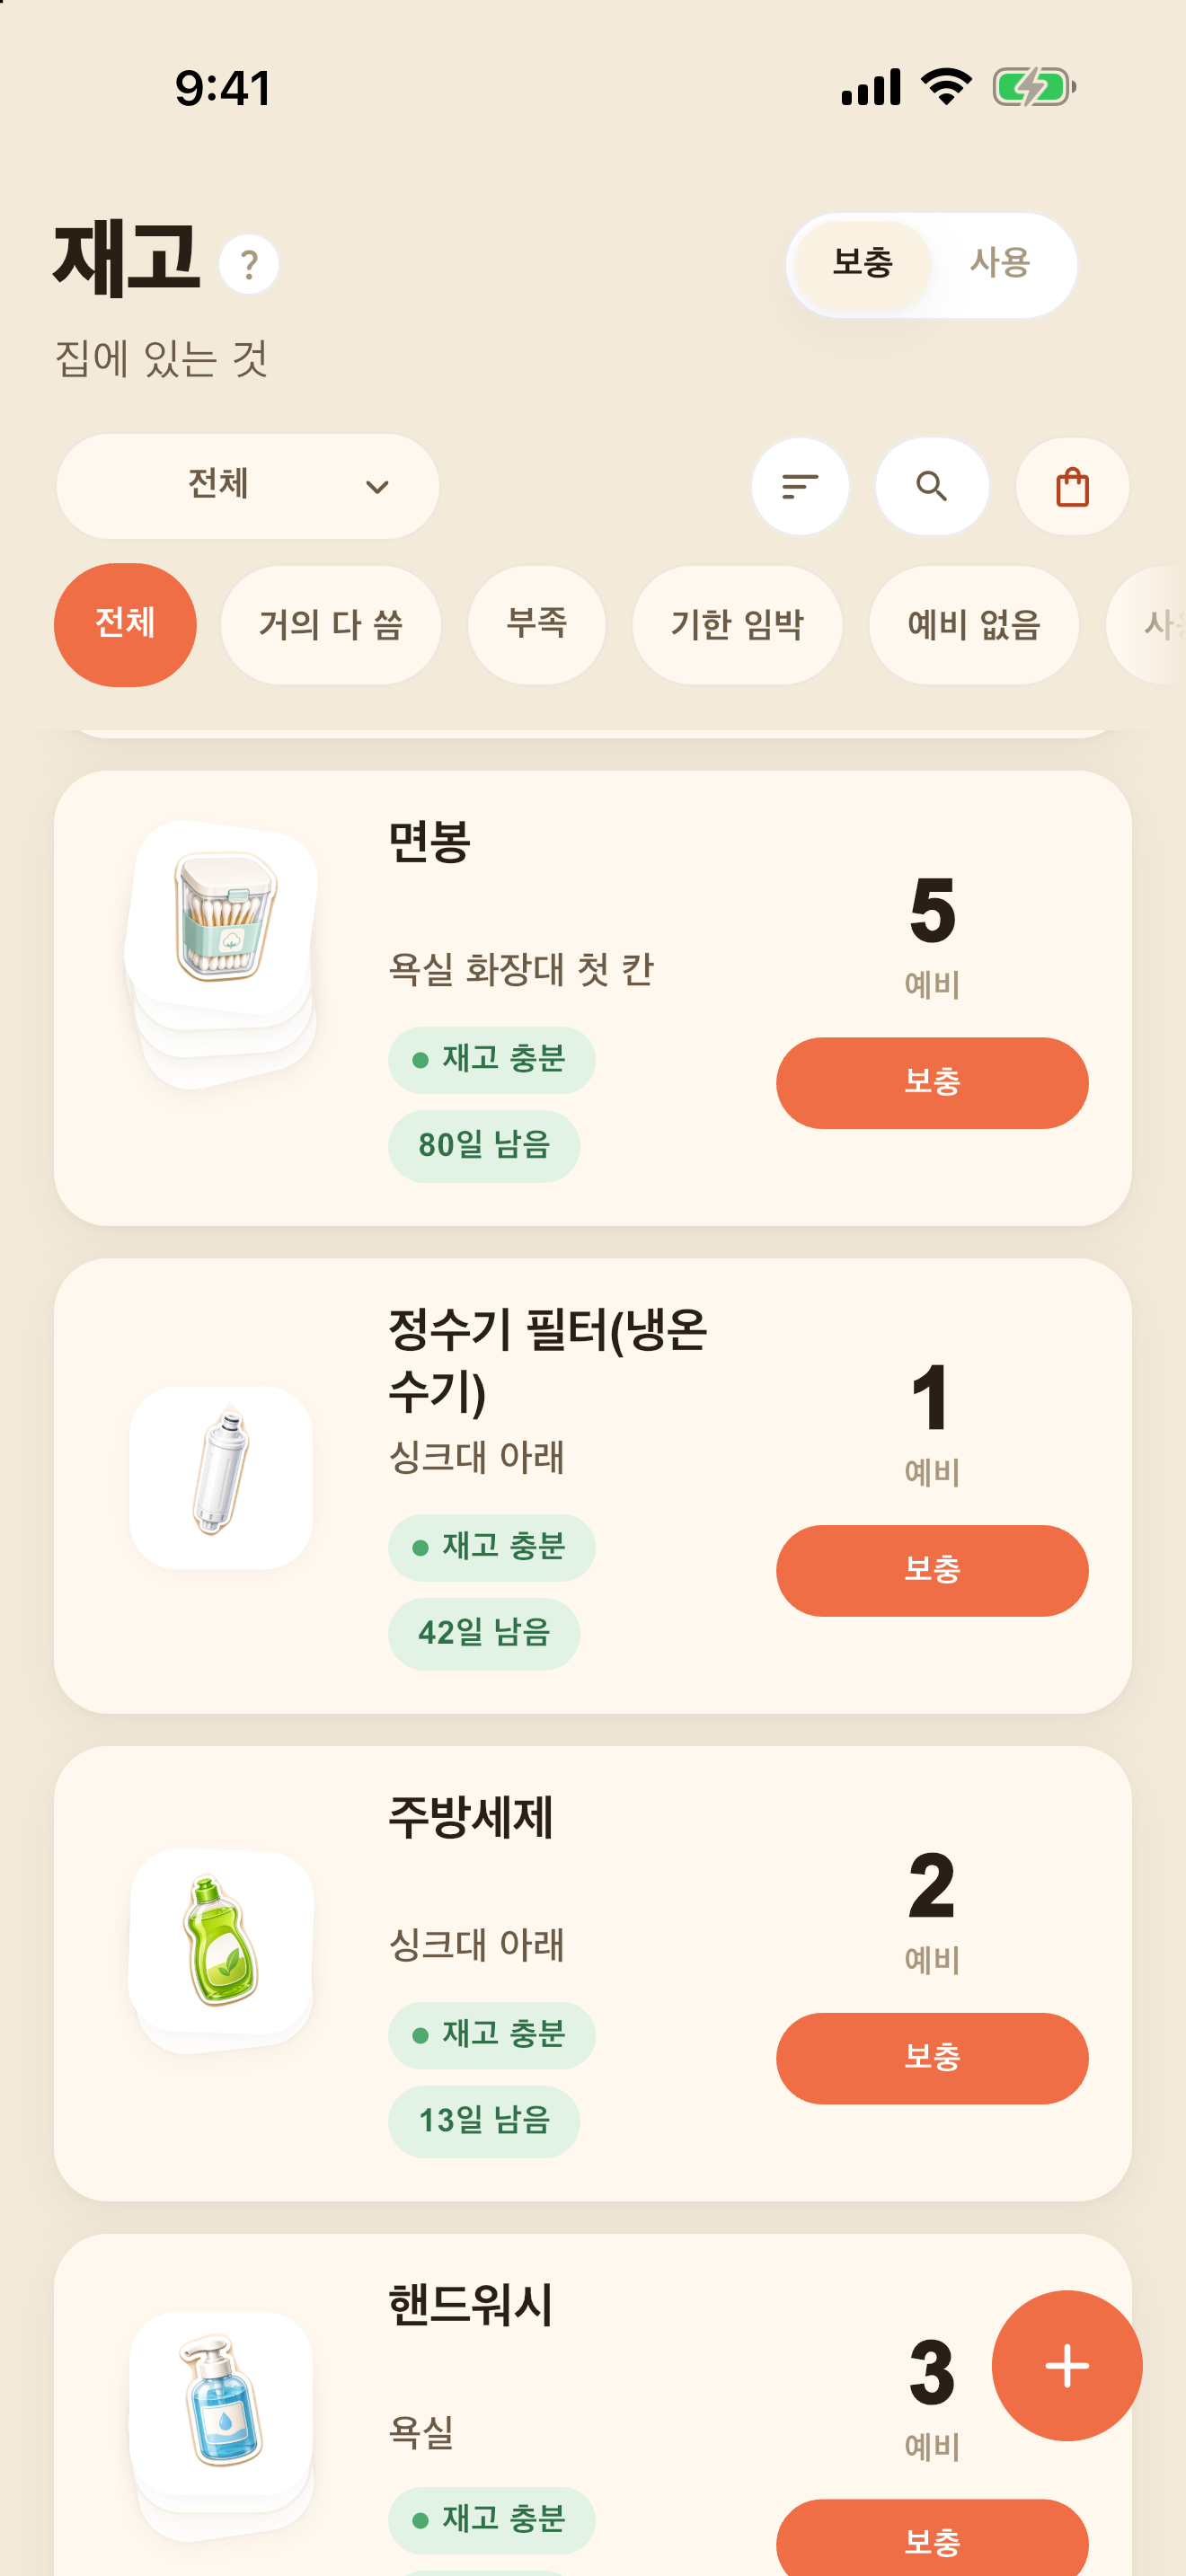 9:41
재고
?
보충
사용
집에 있는 것
전체
전체
거의 다 씀
부족
기한 임박
예비 없음
면봉
욕실 화장대 첫 칸
재고 충분
80일 남음
5
예비
보충
정수기 필터(냉온
수기)
싱크대 아래
재고 충분
42일 남음
1
예비
보충
주방세제
싱크대 아래
재고 충분
13일 남음
2
예비
보충
핸드워시
욕실
재고 충분
3
예비
보충